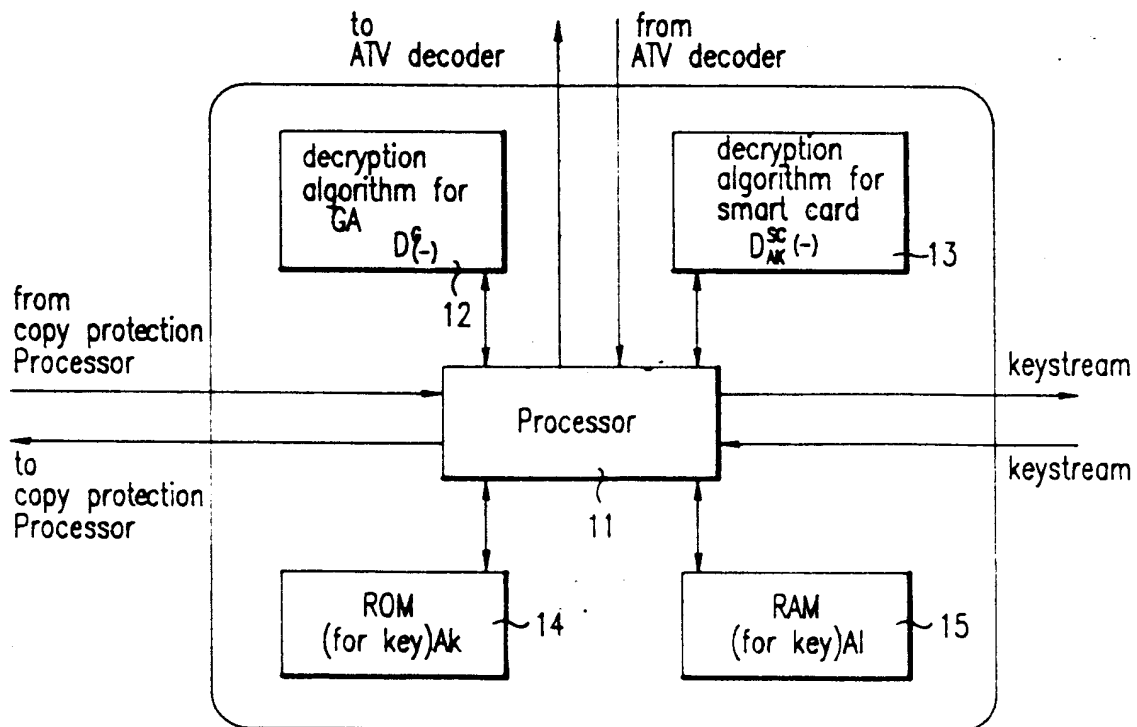 to
ATV decoder
from
ATV decoder
decryption
algorithm for
GA
D^G(-)
12
decryption
algorithm for
smart card
D^SC_AK(-)
13
from
copy protection
Processor
keystream
Processor
11
to
copy protection
Processor
keystream
ROM
(for key)Ak
14
RAM
(for key)Al
15